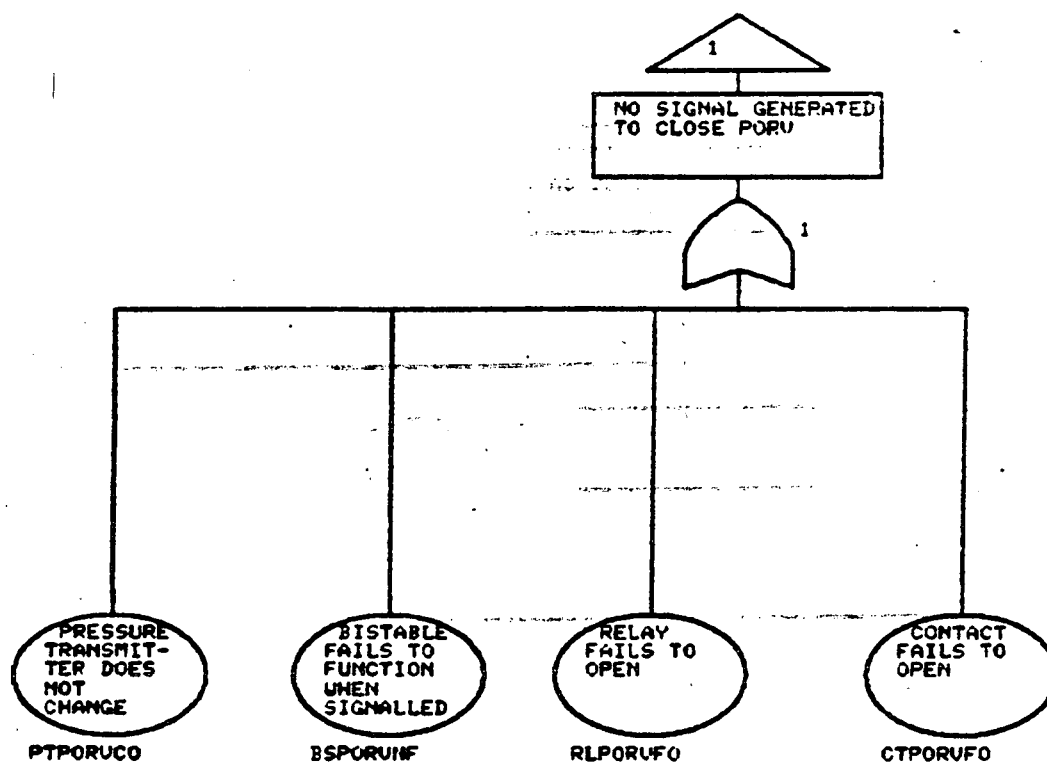 1
NO SIGNAL GENERATED
TO CLOSE PORV
1
PRESSURE
TRANSMIT-
TER DOES
NOT
CHANGE
BISTABLE
FAILS TO
FUNCTION
WHEN
SIGNALLED
RELAY
FAILS TO
OPEN
CONTACT
FAILS TO
OPEN
PTPORVCO
BSPORVNF
RLPORVFO
CTPORVFO